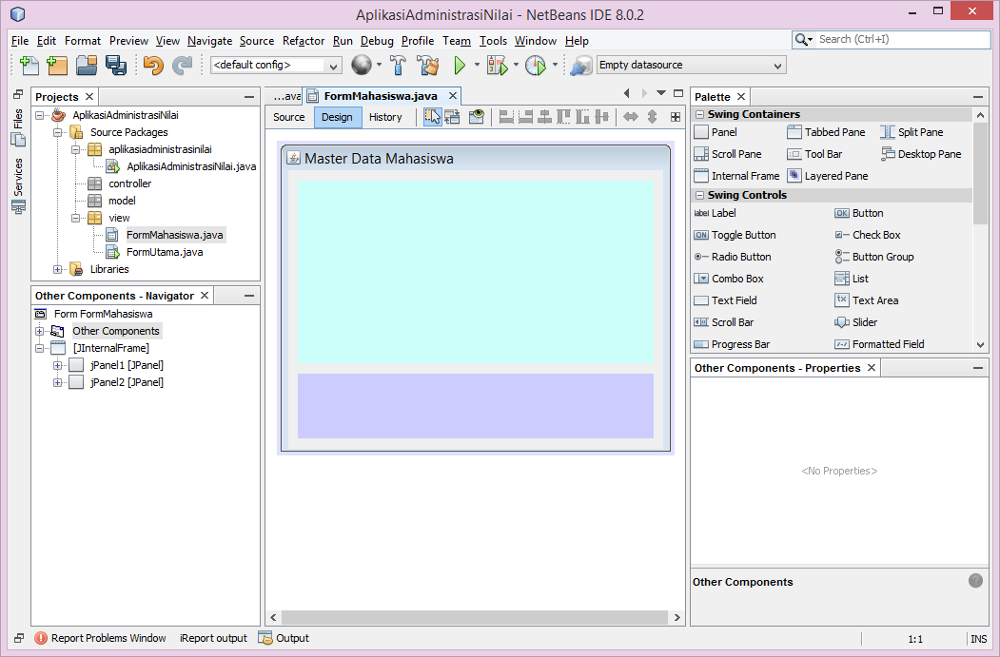 AplikasiAdministrasiNilai - NetBeans IDE 8.0.2
File Edit Format Preview View Navigate Source Refactor Run Debug Profile Team Tools Window Help
Search (Ctrl+I)
<default config>
Empty datasource
Files
Services
Projects
AplikasiAdministrasiNilai
Source Packages
aplikasiadministrasinilai
AplikasiAdministrasiNilai.java
controller
model
view
FormMahasiswa.java
FormUtama.java
Libraries
Other Components - Navigator
Form FormMahasiswa
Other Components
[JInternalFrame]
jPanel1 [JPanel]
jPanel2 [JPanel]
...ava FormMahasiswa.java
Source Design History
Master Data Mahasiswa
Palette
Swing Containers
Panel Tabbed Pane Split Pane
Scroll Pane Tool Bar Desktop Pane
Internal Frame Layered Pane
Swing Controls
label Label OK Button
ON Toggle Button Check Box
Radio Button Button Group
Combo Box List
Text Field Text Area
Scroll Bar Slider
Progress Bar Formatted Field
Other Components - Properties
<No Properties>
Other Components
Report Problems Window iReport output Output
1:1 INS